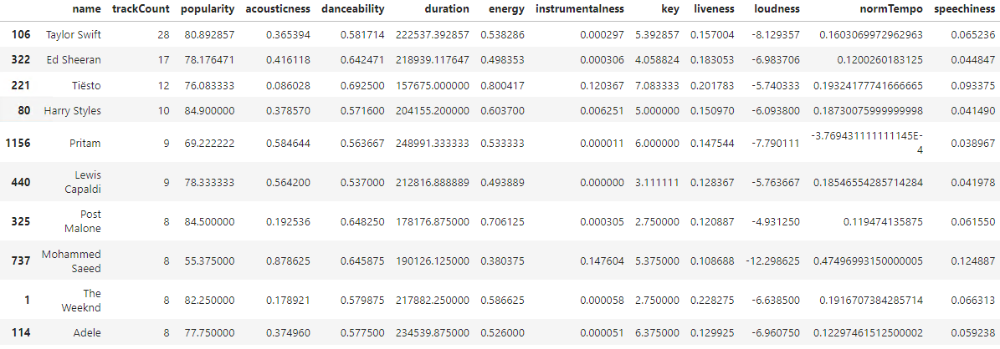 name trackCount popularity acousticness danceability duration energy instrumentalness key liveness loudness normTempo speechiness
106 Taylor Swift 28 80.892857 0.365394 0.581714 222537.392857 0.538286 0.000297 5.392857 0.157004 -8.129357 0.1603069972962963 0.065236
322 Ed Sheeran 17 78.176471 0.416118 0.642471 218939.117647 0.498353 0.000306 4.058824 0.183053 -6.983706 0.1200260183125 0.044847
221 Tiësto 12 76.083333 0.086028 0.692500 157675.000000 0.800417 0.120367 7.083333 0.201783 -5.740333 0.19324177741666665 0.093375
80 Harry Styles 10 84.900000 0.378570 0.571600 204155.200000 0.603700 0.006251 5.000000 0.150970 -6.093800 0.18730075999999998 0.041490
1156 Pritam 9 69.222222 0.584644 0.563667 248991.333333 0.533333 0.000011 6.000000 0.147544 -7.790111 -3.769431111111145E-
4 0.038967
440 Lewis
Capaldi 9 78.333333 0.564200 0.537000 212816.888889 0.493889 0.000000 3.111111 0.128367 -5.763667 0.18546554285714284 0.041978
325 Post
Malone 8 84.500000 0.192536 0.648250 178176.875000 0.706125 0.000305 2.750000 0.120887 -4.931250 0.119474135875 0.061550
737 Mohammed
Saeed 8 55.375000 0.878625 0.645875 190126.125000 0.380375 0.147604 5.375000 0.108688 -12.298625 0.47496993150000005 0.124887
1 The
Weeknd 8 82.250000 0.178921 0.579875 217882.250000 0.586625 0.000058 2.750000 0.228275 -6.638500 0.1916707384285714 0.066313
114 Adele 8 77.750000 0.374960 0.577500 234539.875000 0.526000 0.000051 6.375000 0.129925 -6.960750 0.12297461512500002 0.059238